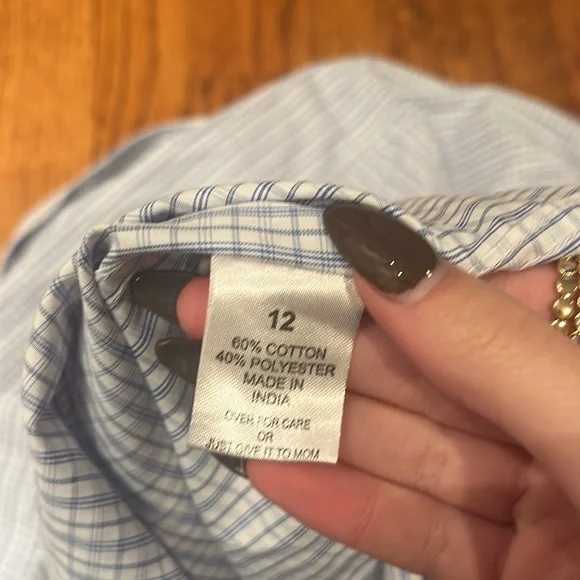 12
60% COTTON
40% POLYESTER
MADE IN
INDIA
OVER FOR CARE
OR
JUST GIVE IT TO MOM